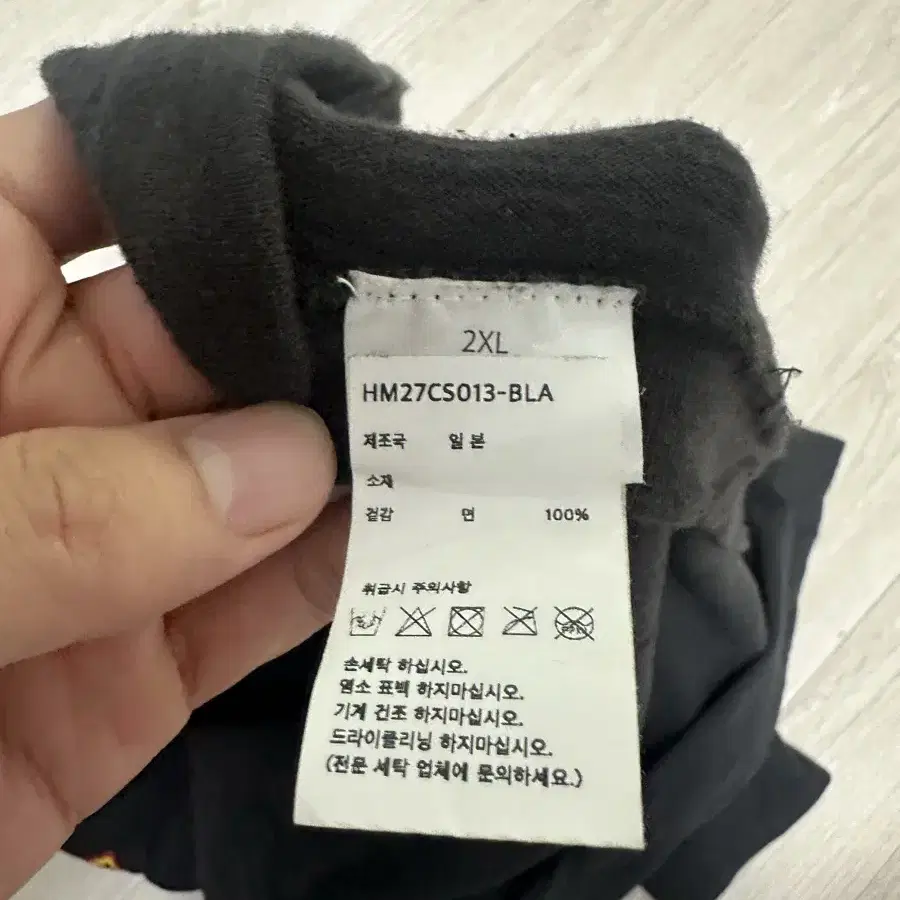 2XL
HM27CS013-BLA
제조국 일본
소재
겉감 면 100%
취급시 주의사항
손세탁 하십시오.
염소 표백 하지마십시오.
기계 건조 하지마십시오.
드라이클리닝 하지마십시오.
(전문 세탁 업체에 문의하세요.)